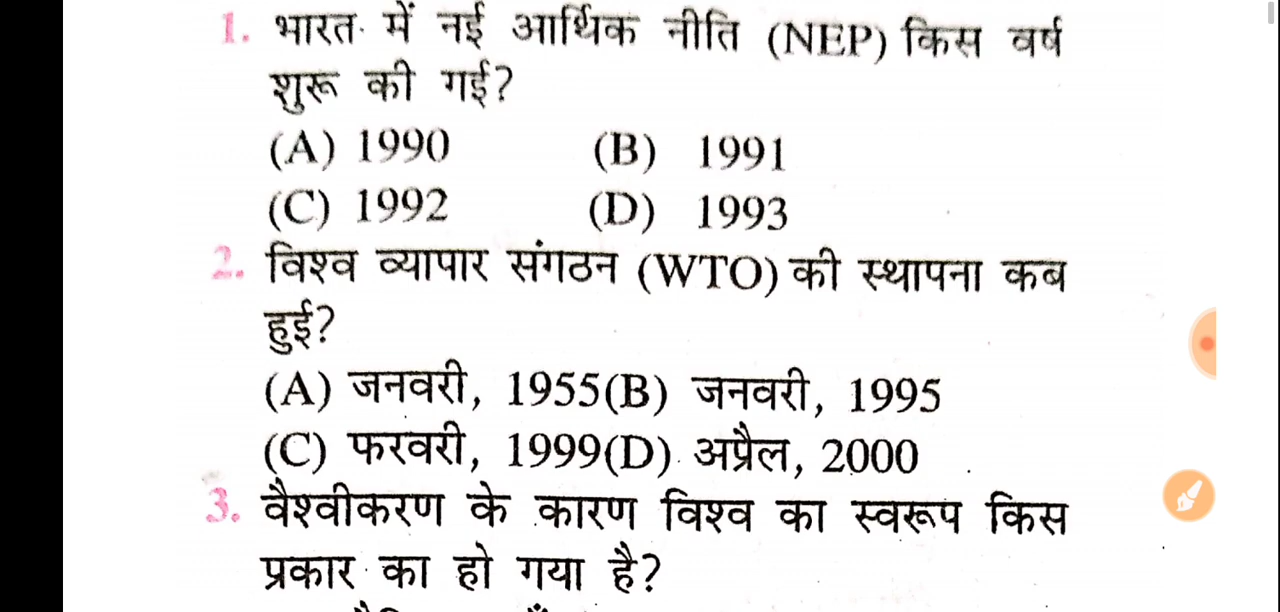 1. भारत में नई आर्थिक नीति (NEP) किस वर्ष
शुरू की गई?
(A) 1990 (B) 1991
(C) 1992 (D) 1993
2. विश्व व्यापार संगठन (WTO) की स्थापना कब
हुई?
(A) जनवरी, 1955(B) जनवरी, 1995
(C) फरवरी, 1999(D) अप्रैल, 2000
3. वैश्वीकरण के कारण विश्व का स्वरूप किस
प्रकार का हो गया है?